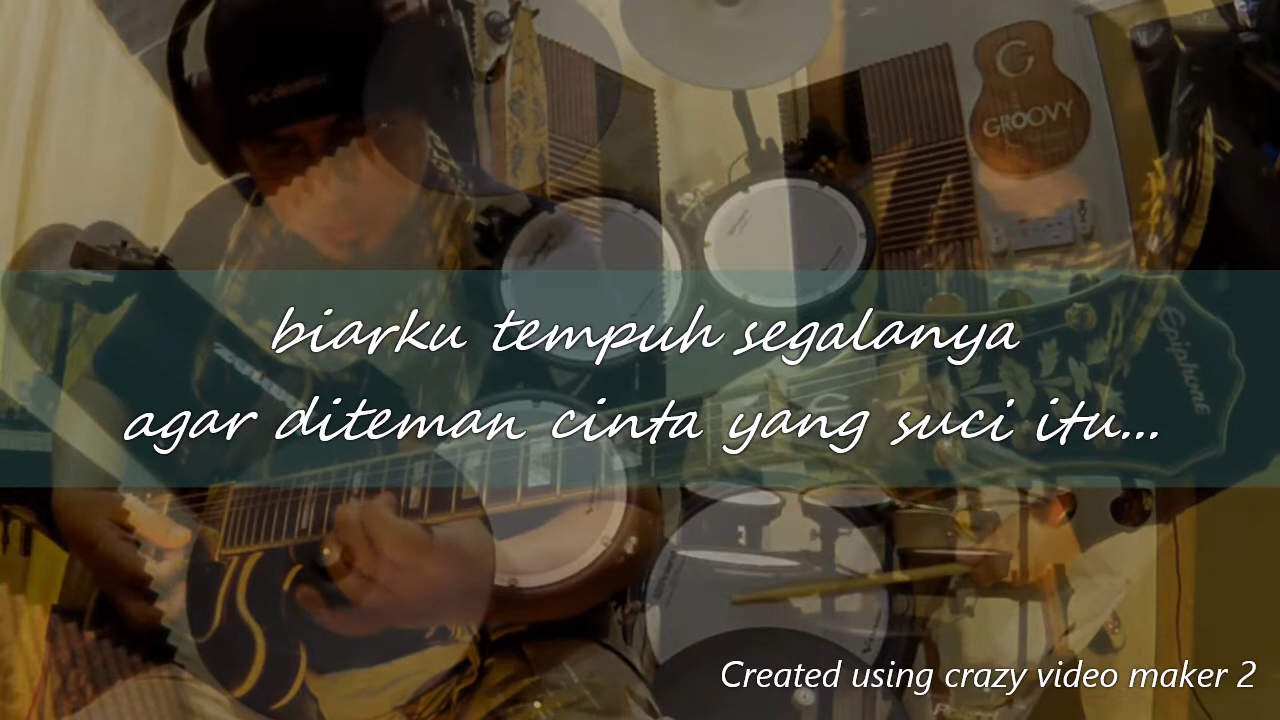 G
GROOVY
biarku tempuh segalanya
Epiphone
agar diteman cinta yang suci itu...
Created using crazy video maker 2